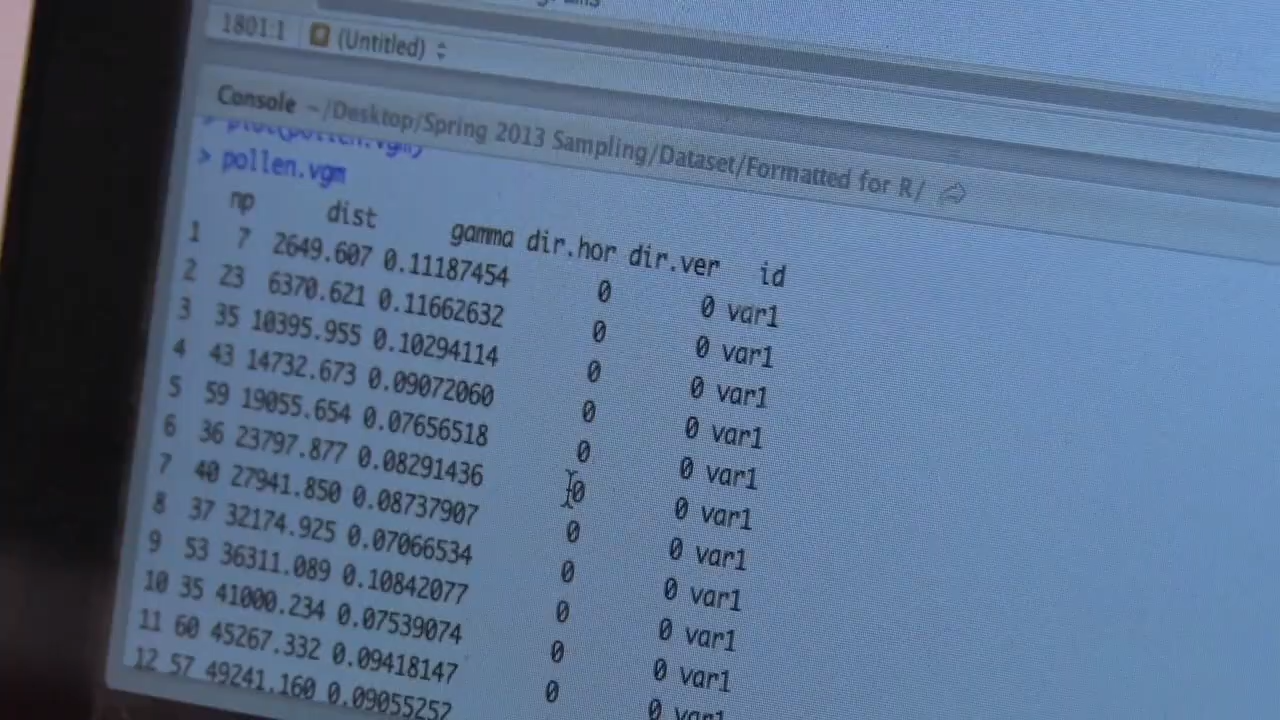 1801:1 (Untitled)
Console ~/Desktop/Spring 2013 Sampling/Dataset/Formatted for R/
> plot(pollen.vgm)
> pollen.vgm
np dist gamma dir.hor dir.ver id
1 7 2649.607 0.11187454 0 0 var1
2 23 6370.621 0.11662632 0 0 var1
3 35 10395.955 0.10294114 0 0 var1
4 43 14732.673 0.09072060 0 0 var1
5 59 19055.654 0.07656518 0 0 var1
6 36 23797.877 0.08291436 0 0 var1
7 40 27941.850 0.08737907 0 0 var1
8 37 32174.925 0.07066534 0 0 var1
9 53 36311.089 0.10842077 0 0 var1
10 35 41000.234 0.07539074 0 0 var1
11 60 45267.332 0.09418147 0 0 var1
12 57 49241.160 0.09055252 0 0 var1